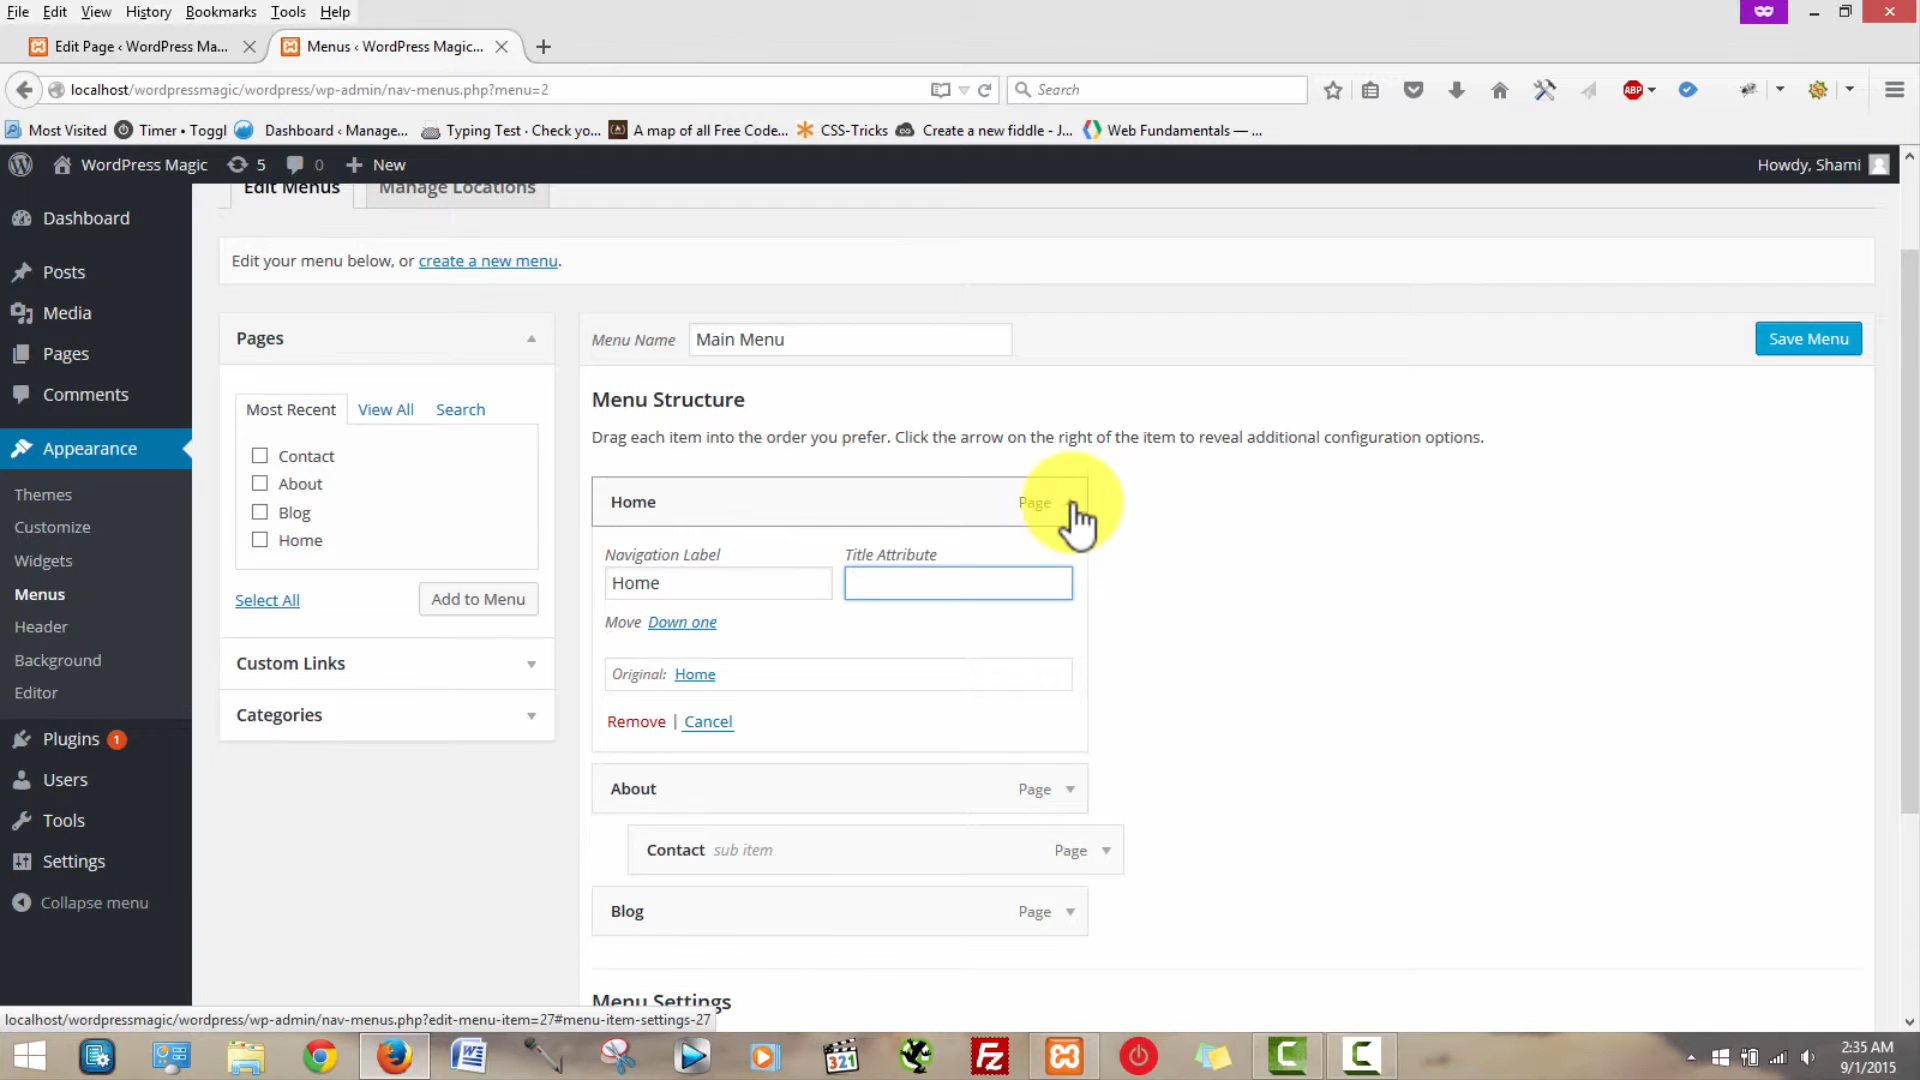 File Edit View History Bookmarks Tools Help
Edit Page ‹ WordPress Ma... Menus ‹ WordPress Magic...
localhost/wordpressmagic/wordpress/wp-admin/nav-menus.php?menu=2 Search ABP
Most Visited Timer • Toggl Dashboard ‹ Manage... Typing Test · Check yo... A map of all Free Code... CSS-Tricks Create a new fiddle - J... Web Fundamentals — ...
WordPress Magic 5 0 New Howdy, Shami
Edit Menus Manage Locations
Dashboard
Posts
Media
Pages
Comments
Appearance
Themes
Customize
Widgets
Menus
Header
Background
Editor
Plugins 1
Users
Tools
Settings
Collapse menu
Edit your menu below, or create a new menu.
Pages
Most Recent View All Search
Contact
About
Blog
Home
Select All Add to Menu
Custom Links
Categories
Menu Name Main Menu Save Menu
Menu Structure
Drag each item into the order you prefer. Click the arrow on the right of the item to reveal additional configuration options.
Home Page
Navigation Label Title Attribute
Home
Move Down one
Original: Home
Remove | Cancel
About Page
Contact sub item Page
Blog Page
Menu Settings
localhost/wordpressmagic/wordpress/wp-admin/nav-menus.php?edit-menu-item=27#menu-item-settings-27
321
2:35 AM
9/1/2015